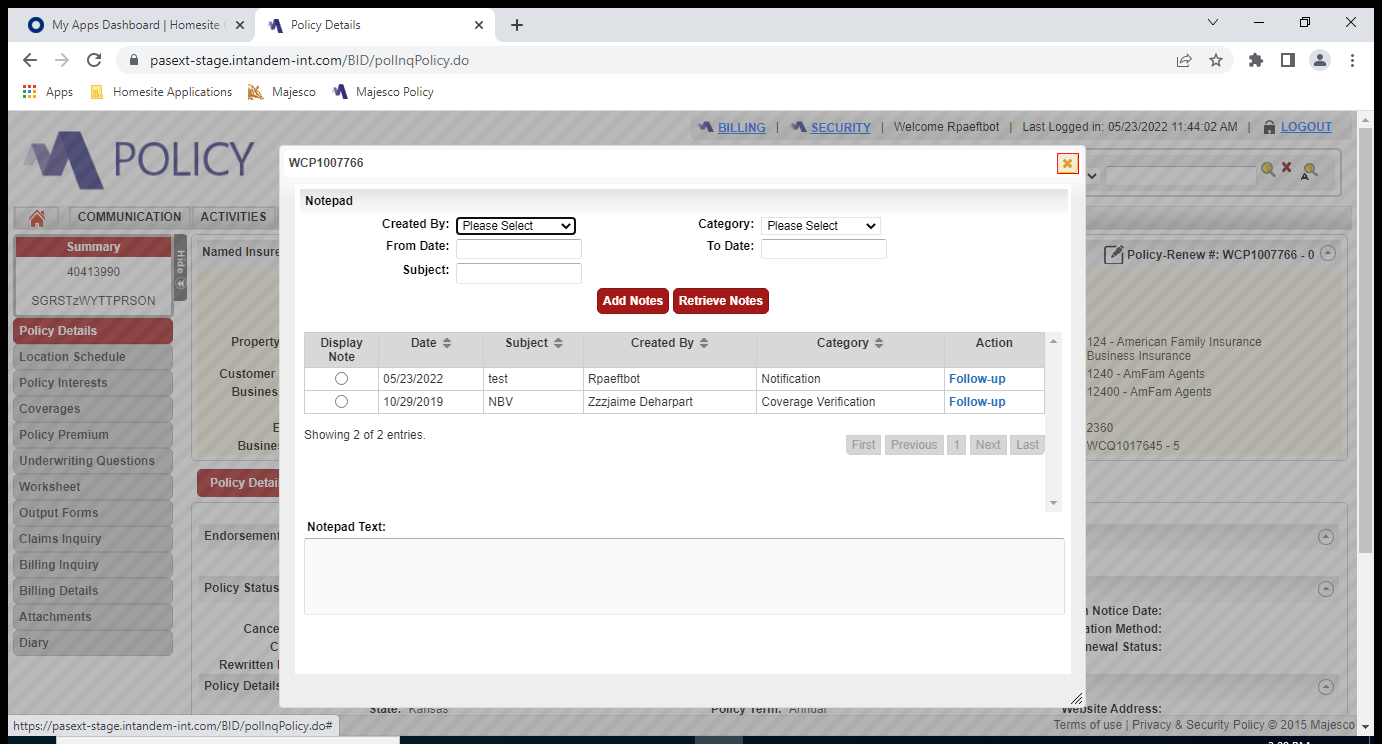 My Apps Dashboard | Homesite
Policy Details
pasext-stage.intandem-int.com/BID/polInqPolicy.do
Apps
Homesite Applications
Majesco
Majesco Policy
BILLING | SECURITY | Welcome Rpaeftbot | Last Logged in: 05/23/2022 11:44:02 AM | LOGOUT
POLICY
COMMUNICATION
ACTIVITIES
Summary
40413990
SGRSTzWYTTPRSON
Hide
Policy Details
Location Schedule
Policy Interests
Coverages
Policy Premium
Underwriting Questions
Worksheet
Output Forms
Claims Inquiry
Billing Inquiry
Billing Details
Attachments
Diary
Named Insure
Policy-Renew #: WCP1007766 - 0
Property
124 - American Family Insurance
Business Insurance
Customer
1240 - AmFam Agents
Business
12400 - AmFam Agents
E
2360
Busines
WCQ1017645 - 5
Policy Detai
Endorsement
Policy Status
n Notice Date:
Cance
ation Method:
C
newal Status:
Rewritten
Policy Details
State: Kansas
Policy Term: Annual
Website Address:
WCP1007766
Notepad
Created By: Please Select
Category: Please Select
From Date:
To Date:
Subject:
Add Notes
Retrieve Notes
Display Note Date Subject Created By Category Action
05/23/2022 test Rpaeftbot Notification Follow-up
10/29/2019 NBV Zzzjaime Deharpart Coverage Verification Follow-up
Showing 2 of 2 entries.
First Previous 1 Next Last
Notepad Text:
https://pasext-stage.intandem-int.com/BID/polInqPolicy.do#
Terms of use | Privacy & Security Policy © 2015 Majesco